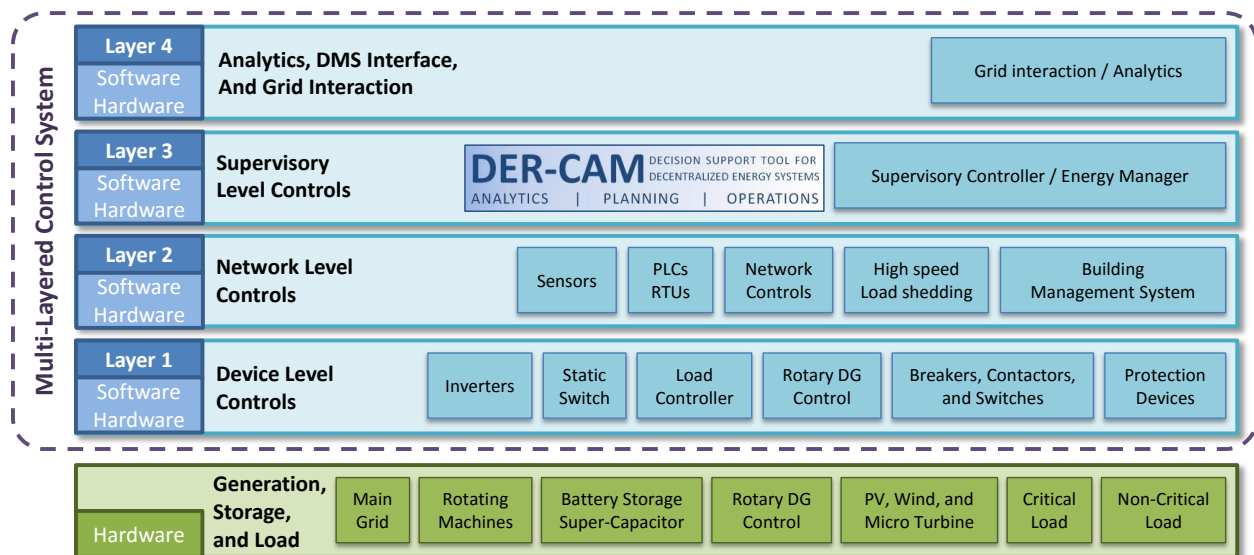 Multi-Layered Control System
Layer 4
Software
Hardware
Analytics, DMS Interface,
And Grid Interaction
Grid interaction / Analytics
Layer 3
Software
Hardware
Supervisory
Level Controls
DER-CAM
DECISION SUPPORT TOOL FOR
DECENTRALIZED ENERGY SYSTEMS
ANALYTICS | PLANNING | OPERATIONS
Supervisory Controller / Energy Manager
Layer 2
Software
Hardware
Network Level
Controls
Sensors
PLCs
RTUs
Network
Controls
High speed
Load shedding
Building
Management System
Layer 1
Software
Hardware
Device Level
Controls
Inverters
Static
Switch
Load
Controller
Rotary DG
Control
Breakers, Contactors,
and Switches
Protection
Devices
Hardware
Generation,
Storage,
and Load
Main
Grid
Rotating
Machines
Battery Storage
Super-Capacitor
Rotary DG
Control
PV, Wind, and
Micro Turbine
Critical
Load
Non-Critical
Load